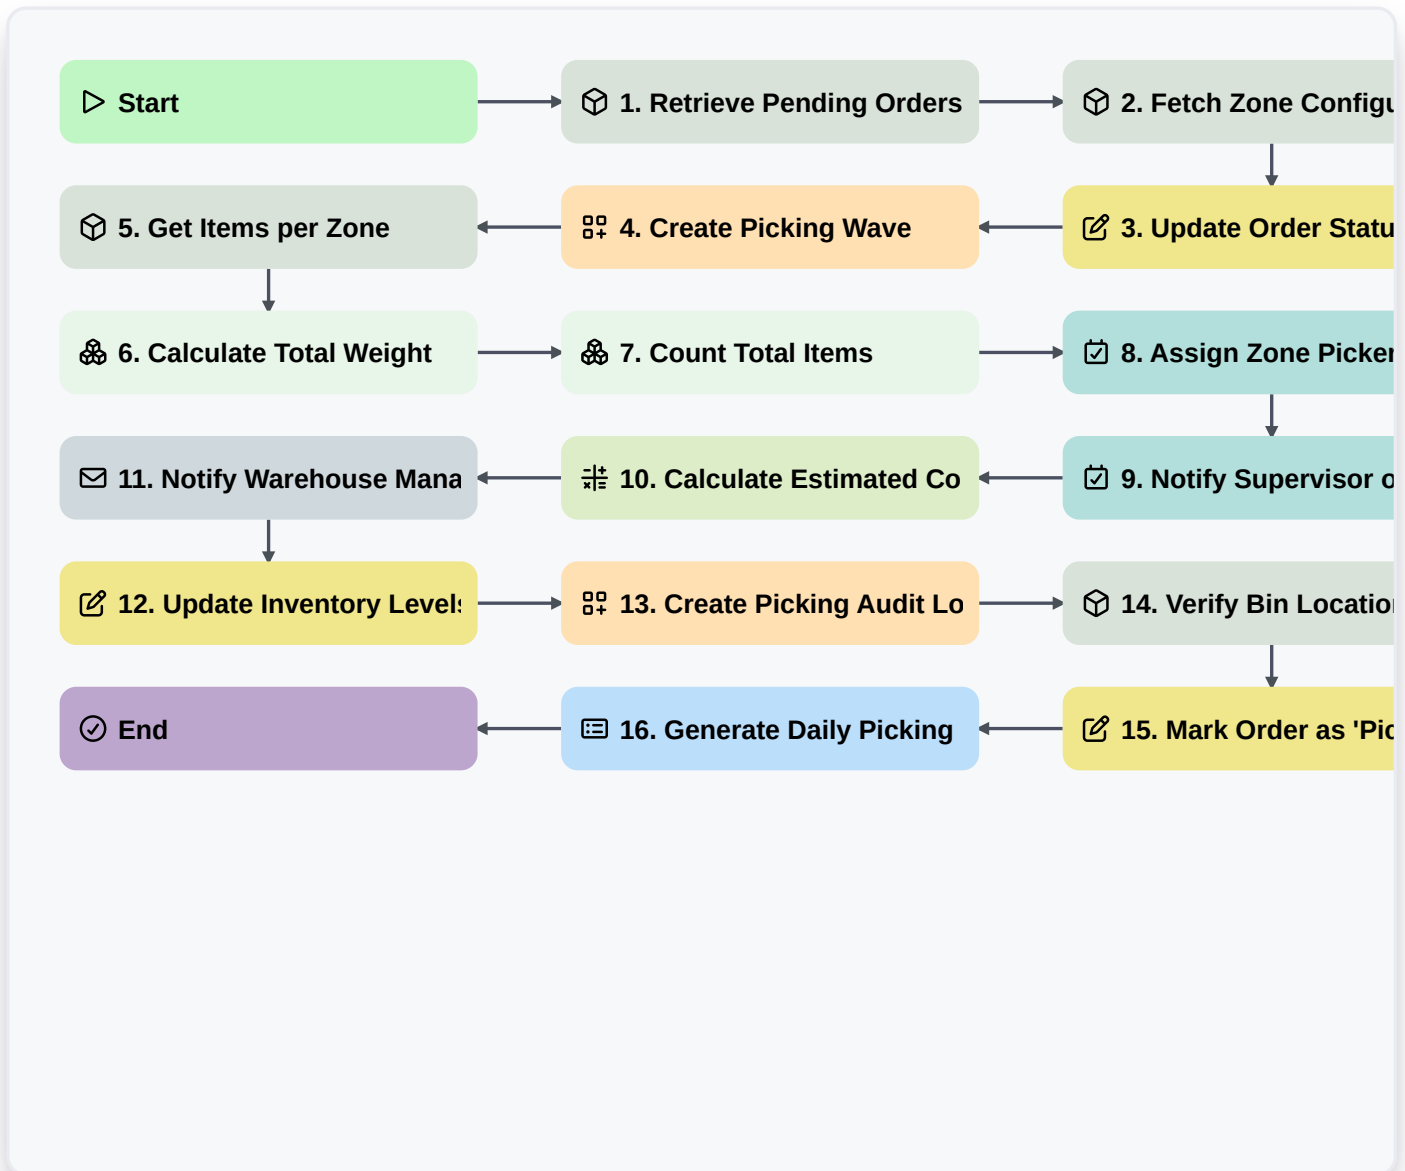 Start
1. Retrieve Pending Orders
2. Fetch Zone Configu
5. Get Items per Zone
4. Create Picking Wave
3. Update Order Statu
6. Calculate Total Weight
7. Count Total Items
8. Assign Zone Picker
11. Notify Warehouse Mana
10. Calculate Estimated Co
9. Notify Supervisor o
12. Update Inventory Levels
13. Create Picking Audit Lo
14. Verify Bin Location
End
16. Generate Daily Picking
15. Mark Order as 'Pic